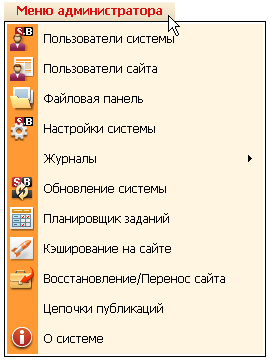 Меню администратора
Пользователи системы
Пользователи сайта
Файловая панель
Настройки системы
Журналы
Обновление системы
Планировщик заданий
Кэширование на сайте
Восстановление/Перенос сайта
Цепочки публикаций
О системе